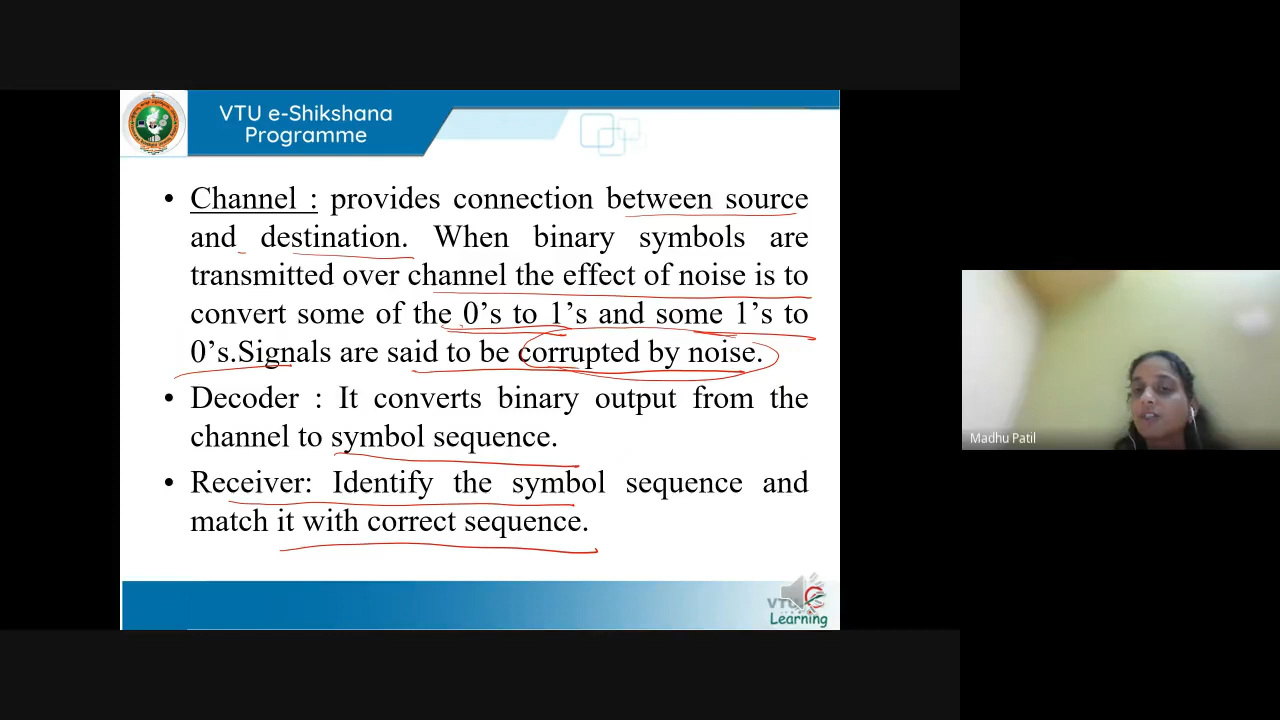 VTU e-Shikshana
Programme
• Channel : provides connection between source
and destination. When binary symbols are
transmitted over channel the effect of noise is to
convert some of the 0’s to 1’s and some 1’s to
0’s.Signals are said to be corrupted by noise.
• Decoder : It converts binary output from the
channel to symbol sequence.
• Receiver: Identify the symbol sequence and
match it with correct sequence.
Madhu Patil
VTU
Learning